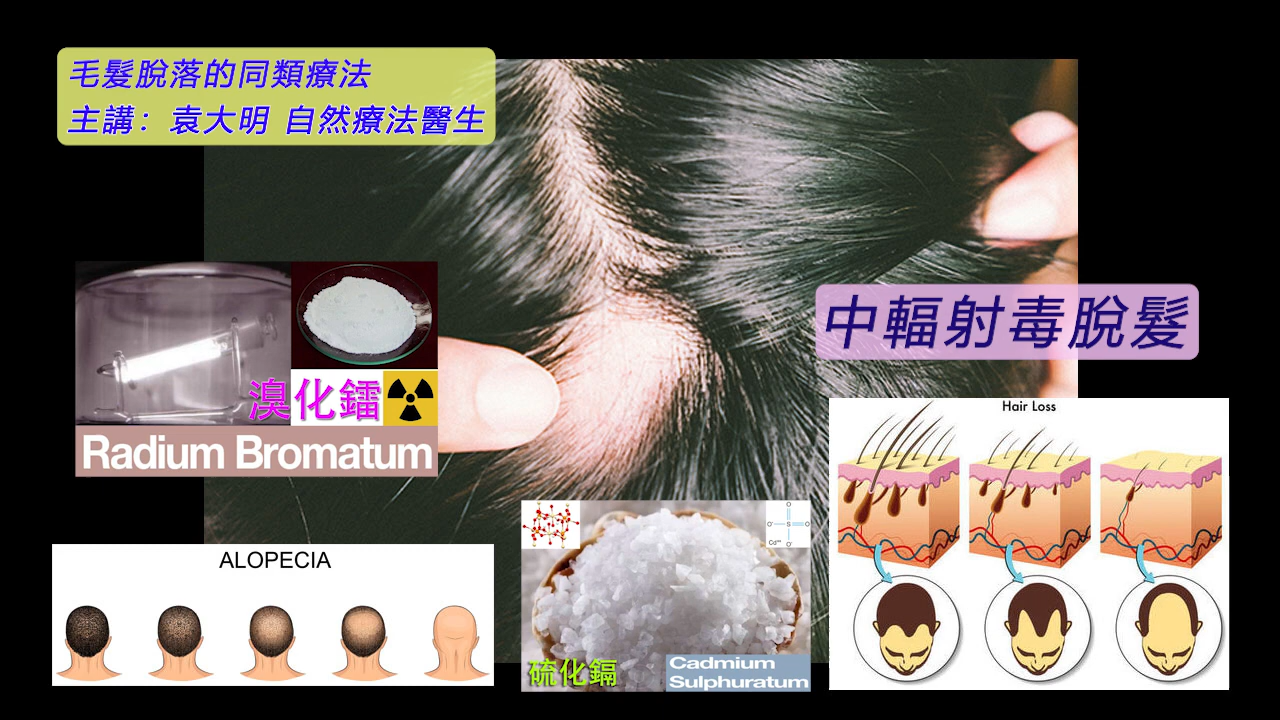 毛髮脫落的同類療法
主講：袁大明 自然療法醫生
中輻射毒脫髮
溴化鐳
Radium Bromatum
Hair Loss
ALOPECIA
硫化鎘
Cadmium
Sulphuratum
O
O S O
O
Cd